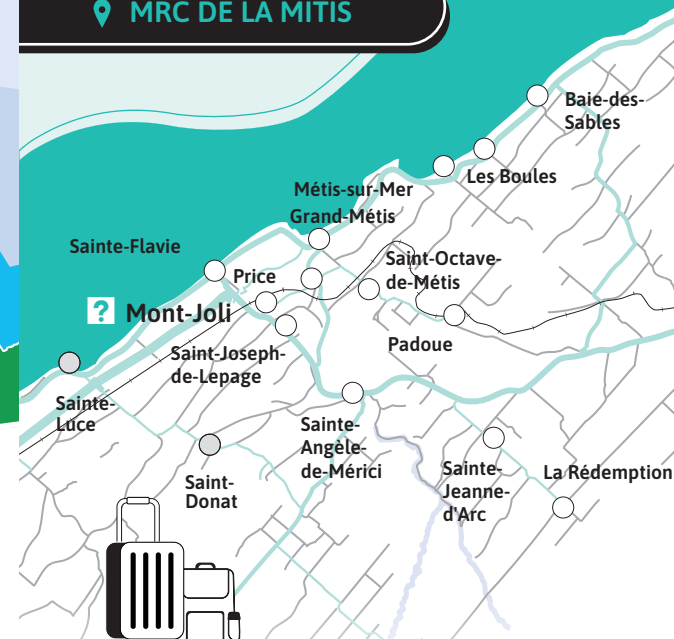 MRC DE LA MITIS
Baie-des-
Sables
Les Boules
Métis-sur-Mer
Grand-Métis
Sainte-Flavie
Saint-Octave-
de-Métis
Price
? Mont-Joli
Padoue
Saint-Joseph-
de-Lepage
Sainte-
Luce
Sainte-
Angèle-
de-Mérici
Sainte-
Jeanne-
d'Arc
La Rédemption
Saint-
Donat